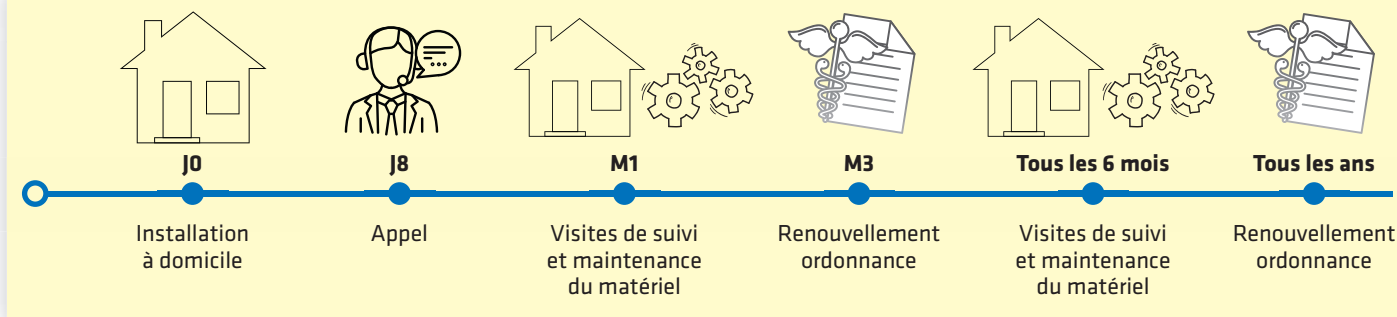 J0
J8
M1
M3
Tous les 6 mois
Tous les ans
Installation
à domicile
Appel
Visites de suivi
et maintenance
du matériel
Renouvellement
ordonnance
Visites de suivi
et maintenance
du matériel
Renouvellement
ordonnance